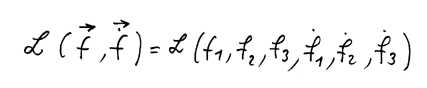 ℒ(f⃗, ḟ⃗) = ℒ(f₁, f₂, f₃, ḟ₁, ḟ₂, ḟ₃)